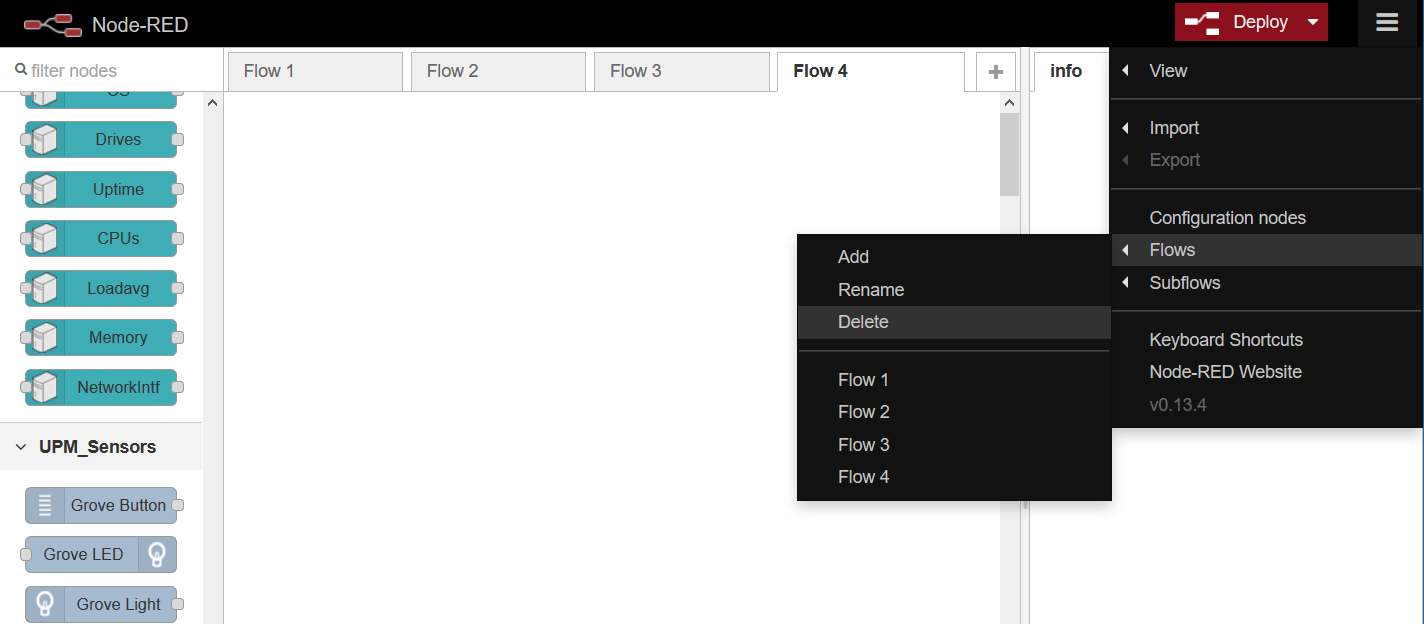 Node-RED
Deploy
filter nodes
Flow 1
Flow 2
Flow 3
Flow 4
+
info
Drives
Uptime
CPUs
Loadavg
Memory
NetworkIntf
UPM_Sensors
Grove Button
Grove LED
Grove Light
Add
Rename
Delete
Flow 1
Flow 2
Flow 3
Flow 4
View
Import
Export
Configuration nodes
Flows
Subflows
Keyboard Shortcuts
Node-RED Website
v0.13.4